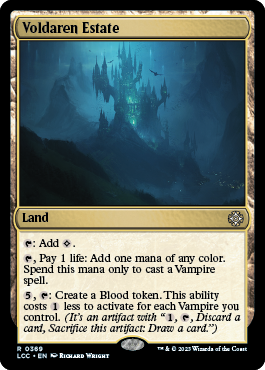 Voldaren Estate
Land
: Add .
, Pay 1 life: Add one mana of any color.
Spend this mana only to cast a Vampire
spell.
5, : Create a Blood token. This ability
costs 1 less to activate for each Vampire you
control. (It's an artifact with “1, , Discard a
card, Sacrifice this artifact: Draw a card.”)
R 0369
LCC • EN RICHARD WRIGHT
™ & © 2023 Wizards of the Coast